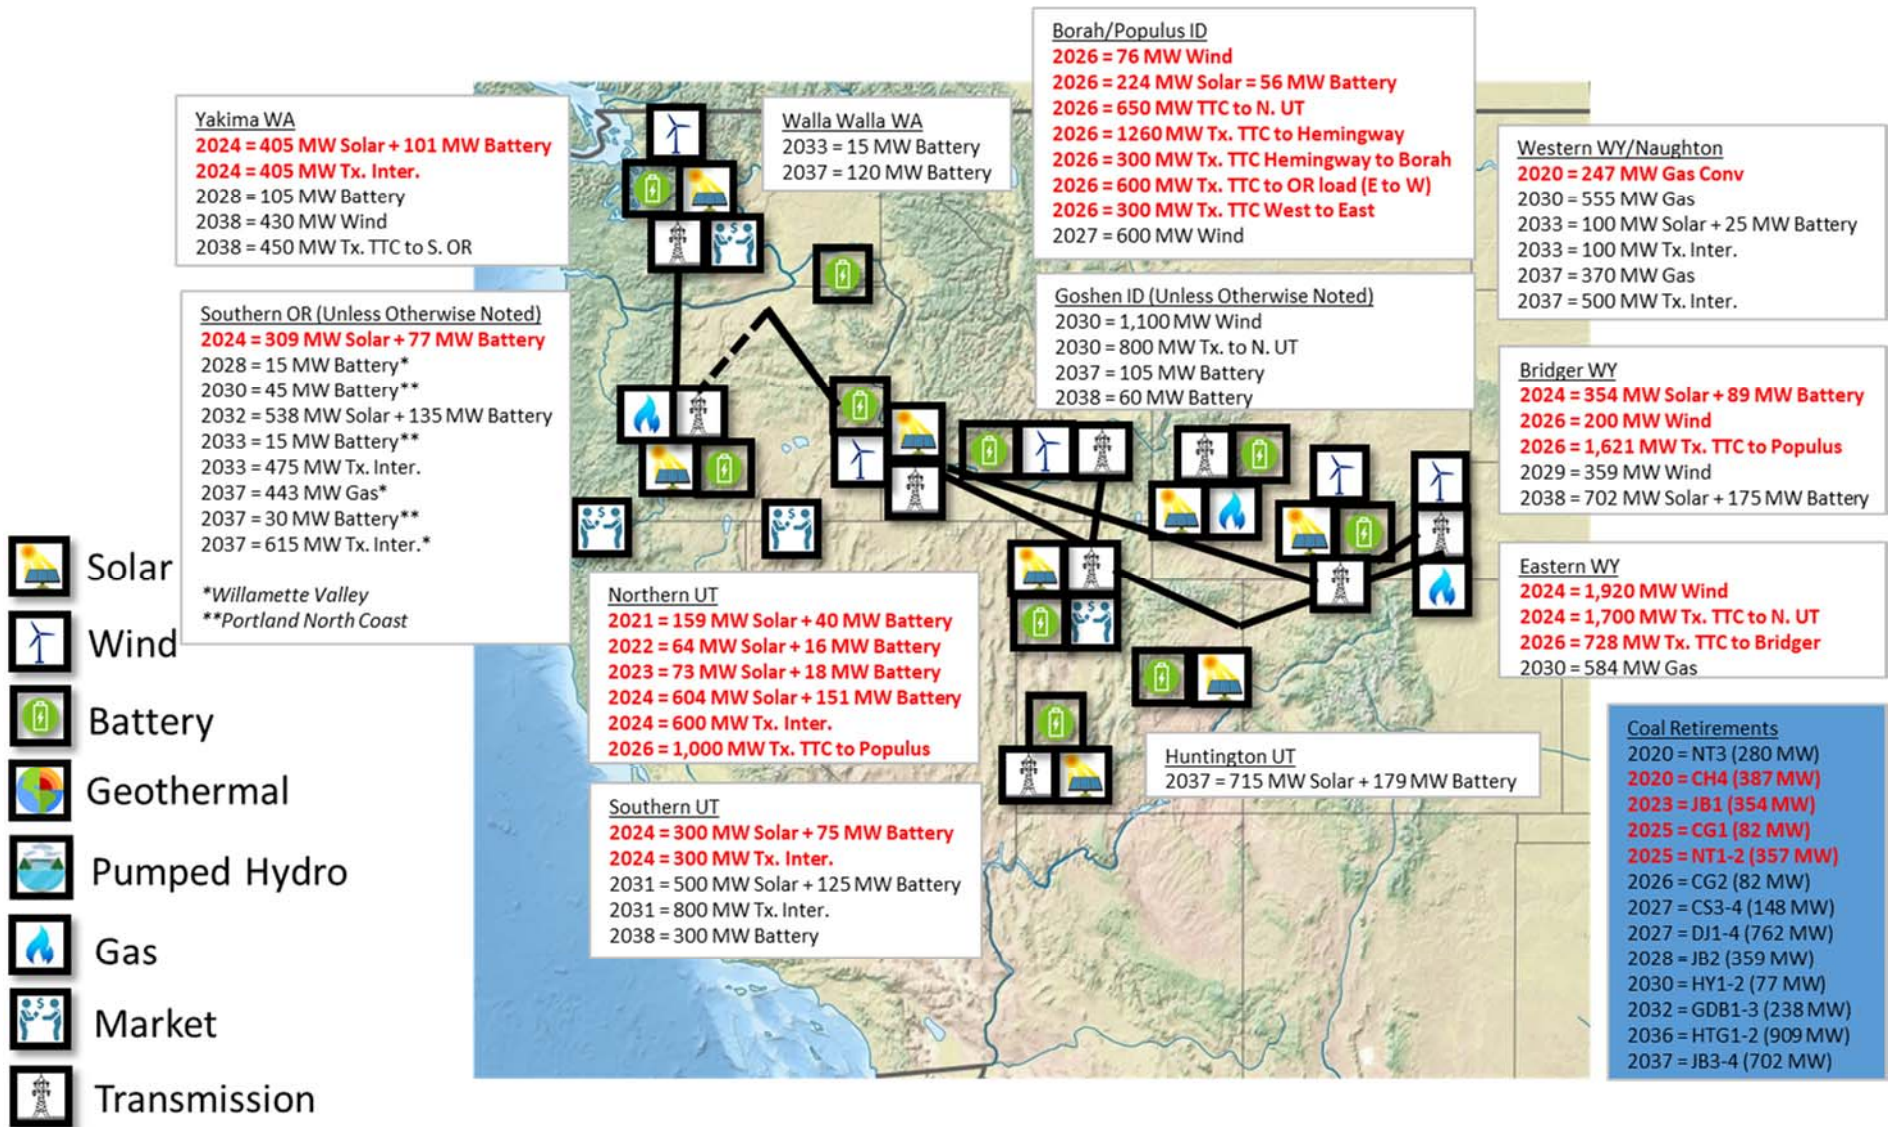 Yakima WA
2024 = 405 MW Solar + 101 MW Battery
2024 = 405 MW Tx. Inter.
2028 = 105 MW Battery
2038 = 430 MW Wind
2038 = 450 MW Tx. TTC to S. OR
Walla Walla WA
2033 = 15 MW Battery
2037 = 120 MW Battery
Borah/Populus ID
2026 = 76 MW Wind
2026 = 224 MW Solar = 56 MW Battery
2026 = 650 MW TTC to N. UT
2026 = 1260 MW Tx. TTC to Hemingway
2026 = 300 MW Tx. TTC Hemingway to Borah
2026 = 600 MW Tx. TTC to OR load (E to W)
2026 = 300 MW Tx. TTC West to East
2027 = 600 MW Wind
Western WY/Naughton
2020 = 247 MW Gas Conv
2030 = 555 MW Gas
2033 = 100 MW Solar + 25 MW Battery
2033 = 100 MW Tx. Inter.
2037 = 370 MW Gas
2037 = 500 MW Tx. Inter.
Southern OR (Unless Otherwise Noted)
2024 = 309 MW Solar + 77 MW Battery
2028 = 15 MW Battery*
2030 = 45 MW Battery**
2032 = 538 MW Solar + 135 MW Battery
2033 = 15 MW Battery**
2033 = 475 MW Tx. Inter.
2037 = 443 MW Gas*
2037 = 30 MW Battery**
2037 = 615 MW Tx. Inter.*
*Willamette Valley
**Portland North Coast
Goshen ID (Unless Otherwise Noted)
2030 = 1,100 MW Wind
2030 = 800 MW Tx. to N. UT
2037 = 105 MW Battery
2038 = 60 MW Battery
Bridger WY
2024 = 354 MW Solar + 89 MW Battery
2026 = 200 MW Wind
2026 = 1,621 MW Tx. TTC to Populus
2029 = 359 MW Wind
2038 = 702 MW Solar + 175 MW Battery
Northern UT
2021 = 159 MW Solar + 40 MW Battery
2022 = 64 MW Solar + 16 MW Battery
2023 = 73 MW Solar + 18 MW Battery
2024 = 604 MW Solar + 151 MW Battery
2024 = 600 MW Tx. Inter.
2026 = 1,000 MW Tx. TTC to Populus
Eastern WY
2024 = 1,920 MW Wind
2024 = 1,700 MW Tx. TTC to N. UT
2026 = 728 MW Tx. TTC to Bridger
2030 = 584 MW Gas
Huntington UT
2037 = 715 MW Solar + 179 MW Battery
Southern UT
2024 = 300 MW Solar + 75 MW Battery
2024 = 300 MW Tx. Inter.
2031 = 500 MW Solar + 125 MW Battery
2031 = 800 MW Tx. Inter.
2038 = 300 MW Battery
Coal Retirements
2020 = NT3 (280 MW)
2020 = CH4 (387 MW)
2023 = JB1 (354 MW)
2025 = CG1 (82 MW)
2025 = NT1-2 (357 MW)
2026 = CG2 (82 MW)
2027 = CS3-4 (148 MW)
2027 = DJ1-4 (762 MW)
2028 = JB2 (359 MW)
2030 = HY1-2 (77 MW)
2032 = GDB1-3 (238 MW)
2036 = HTG1-2 (909 MW)
2037 = JB3-4 (702 MW)
Solar
Wind
Battery
Geothermal
Pumped Hydro
Gas
Market
Transmission